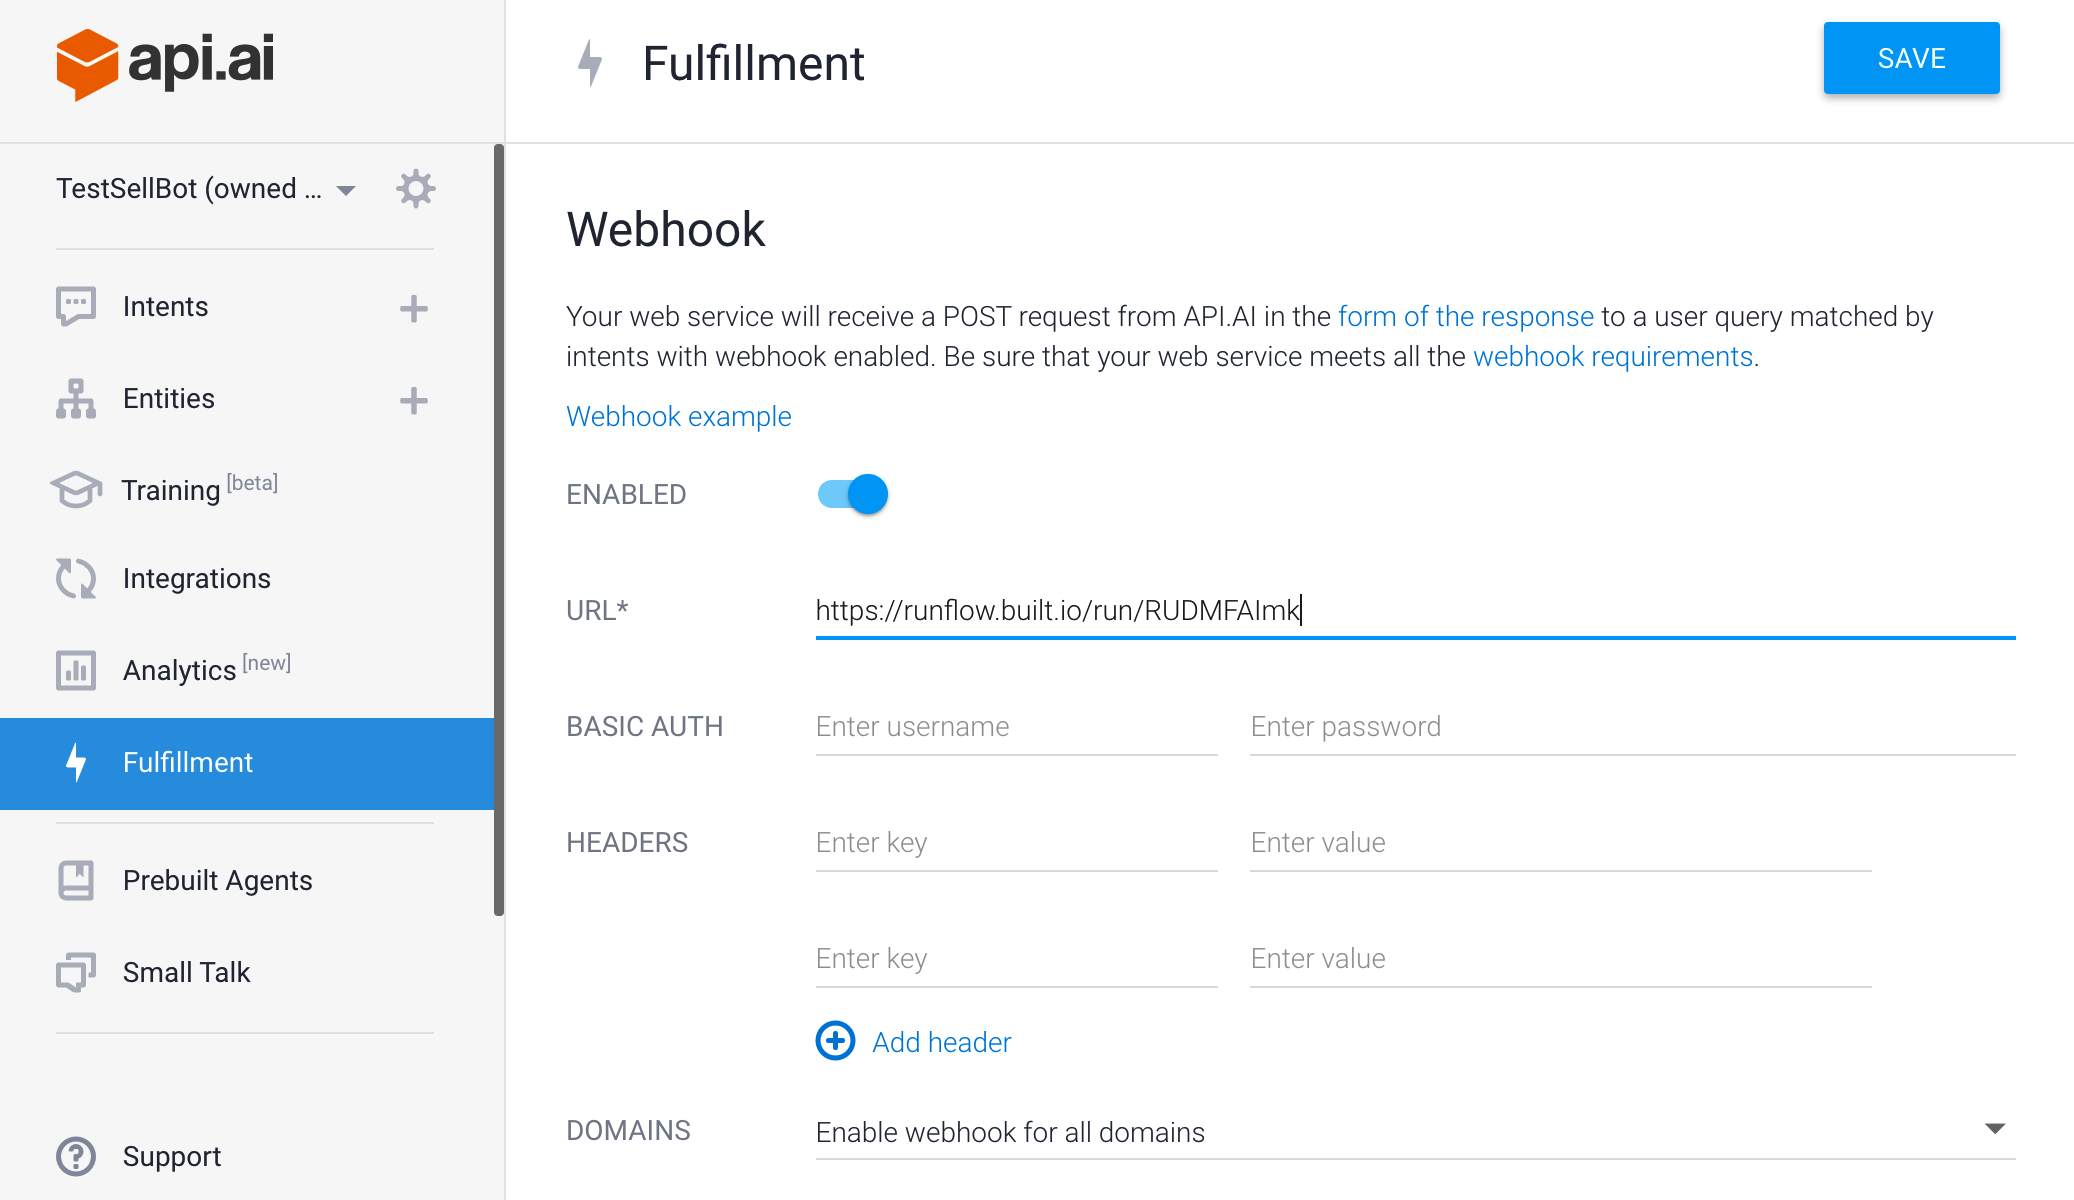 api.ai
Fulfillment
SAVE
TestSellBot (owned ...
Intents
Entities
Training [beta]
Integrations
Analytics [new]
Fulfillment
Prebuilt Agents
Small Talk
Support
Webhook
Your web service will receive a POST request from API.AI in the form of the response to a user query matched by
intents with webhook enabled. Be sure that your web service meets all the webhook requirements.
Webhook example
ENABLED
URL* https://runflow.built.io/run/RUDMFAImk
BASIC AUTH Enter username Enter password
HEADERS Enter key Enter value
Enter key Enter value
Add header
DOMAINS Enable webhook for all domains